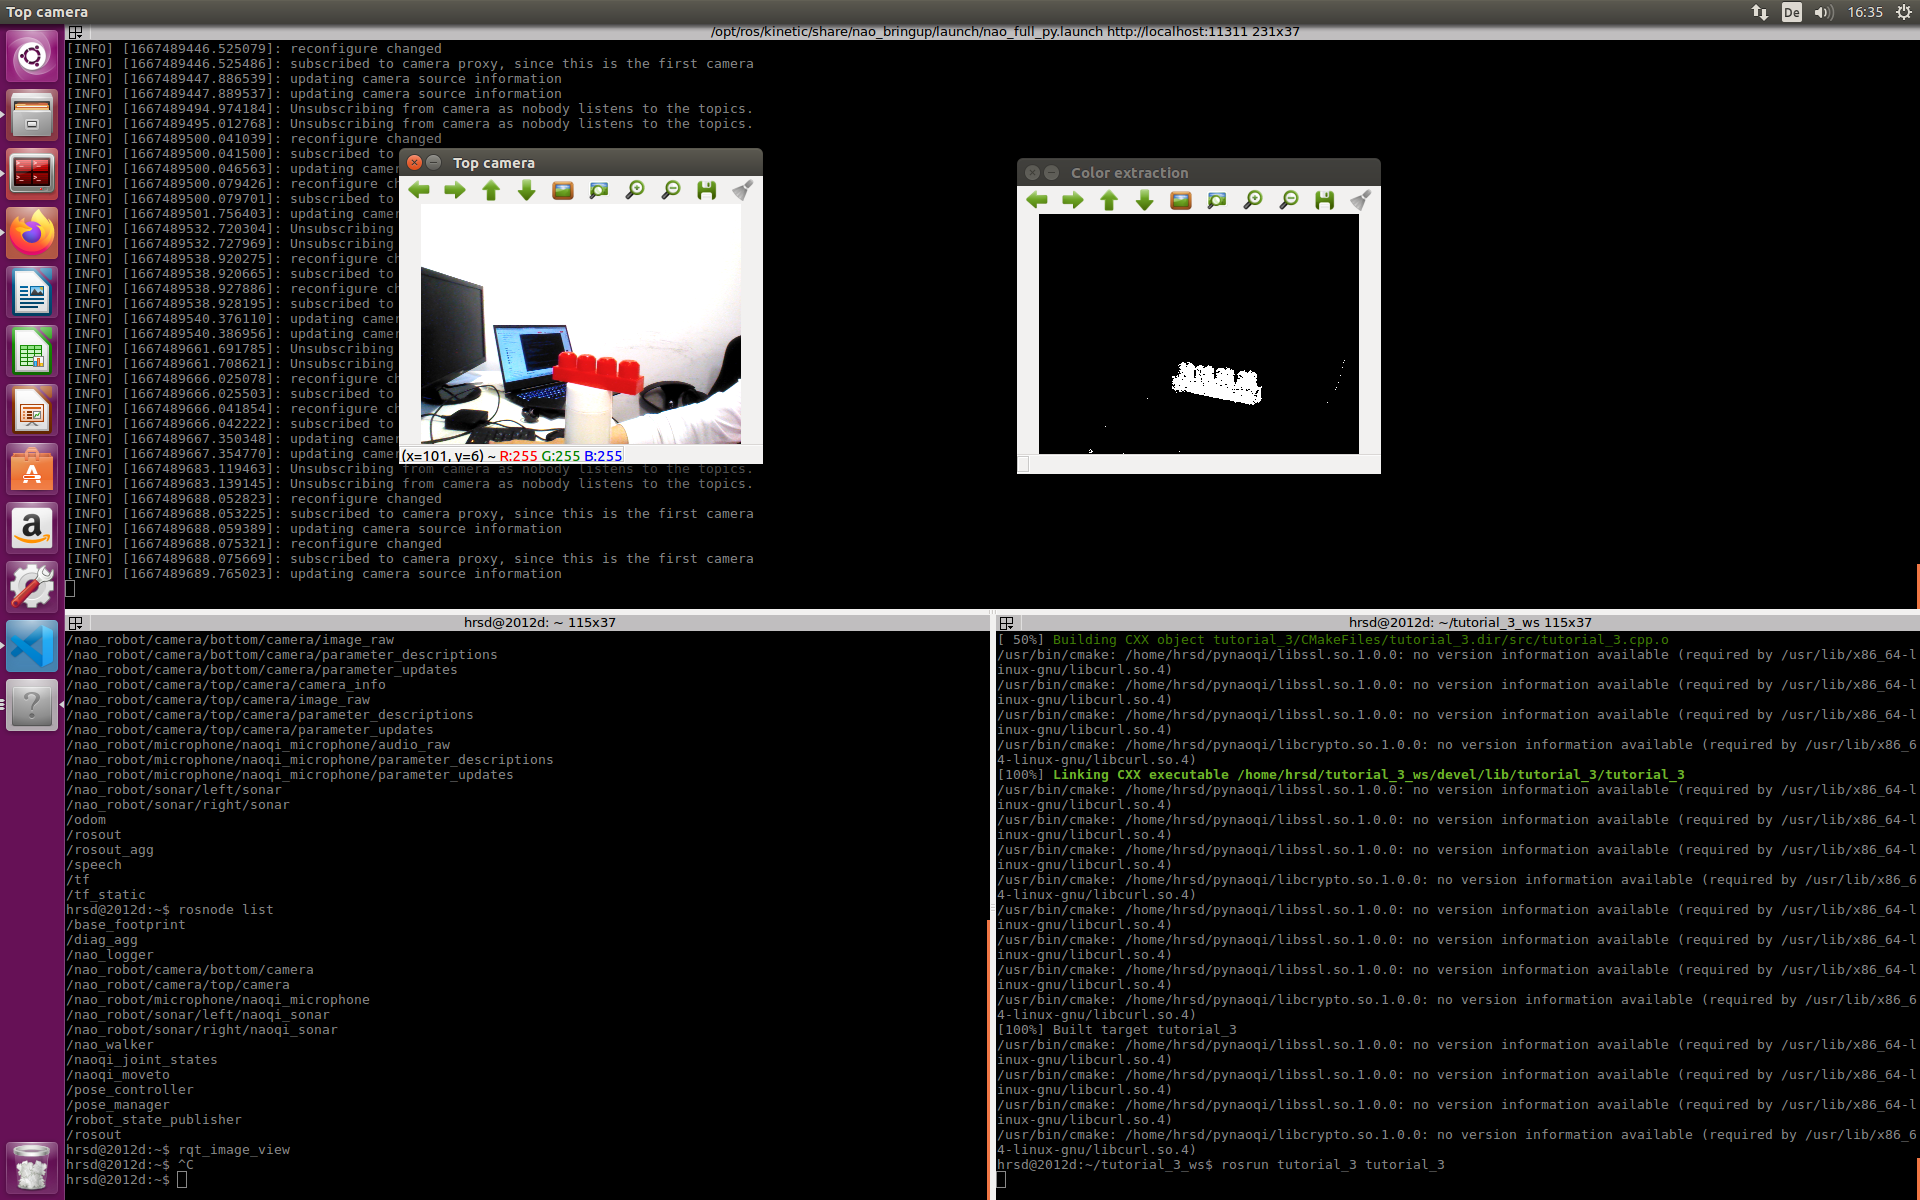 Top camera
De
16:35
/opt/ros/kinetic/share/nao_bringup/launch/nao_full_py.launch http://localhost:11311 231x37
[INFO] [1667489446.525079]: reconfigure changed
[INFO] [1667489446.525486]: subscribed to camera proxy, since this is the first camera
[INFO] [1667489447.886539]: updating camera source information
[INFO] [1667489447.889537]: updating camera source information
[INFO] [1667489494.974184]: Unsubscribing from camera as nobody listens to the topics.
[INFO] [1667489495.012768]: Unsubscribing from camera as nobody listens to the topics.
[INFO] [1667489500.041039]: reconfigure changed
[INFO] [1667489500.041500]: subscribed to
[INFO] [1667489500.046563]: updating camer
[INFO] [1667489500.079426]: reconfigure ch
[INFO] [1667489500.079701]: subscribed to
[INFO] [1667489501.756403]: updating camer
[INFO] [1667489532.720304]: Unsubscribing
[INFO] [1667489532.727969]: Unsubscribing
[INFO] [1667489538.920275]: reconfigure ch
[INFO] [1667489538.920665]: subscribed to
[INFO] [1667489538.927886]: reconfigure ch
[INFO] [1667489538.928195]: subscribed to
[INFO] [1667489540.376110]: updating camer
[INFO] [1667489540.386956]: updating camer
[INFO] [1667489661.691785]: Unsubscribing
[INFO] [1667489661.708621]: Unsubscribing
[INFO] [1667489666.025078]: reconfigure ch
[INFO] [1667489666.025503]: subscribed to
[INFO] [1667489666.041854]: reconfigure ch
[INFO] [1667489666.042222]: subscribed to
[INFO] [1667489667.350348]: updating camer
[INFO] [1667489667.354770]: updating camer
[INFO] [1667489683.119463]: Unsubscribing from camera as nobody listens to the topics.
[INFO] [1667489683.139145]: Unsubscribing from camera as nobody listens to the topics.
[INFO] [1667489688.052823]: reconfigure changed
[INFO] [1667489688.053225]: subscribed to camera proxy, since this is the first camera
[INFO] [1667489688.059389]: updating camera source information
[INFO] [1667489688.075321]: reconfigure changed
[INFO] [1667489688.075669]: subscribed to camera proxy, since this is the first camera
[INFO] [1667489689.765023]: updating camera source information
Top camera
(x=101, y=6) ~ R:255 G:255 B:255
Color extraction
hrsd@2012d: ~ 115x37
/nao_robot/camera/bottom/camera/image_raw
/nao_robot/camera/bottom/camera/parameter_descriptions
/nao_robot/camera/bottom/camera/parameter_updates
/nao_robot/camera/top/camera/camera_info
/nao_robot/camera/top/camera/image_raw
/nao_robot/camera/top/camera/parameter_descriptions
/nao_robot/camera/top/camera/parameter_updates
/nao_robot/microphone/naoqi_microphone/audio_raw
/nao_robot/microphone/naoqi_microphone/parameter_descriptions
/nao_robot/microphone/naoqi_microphone/parameter_updates
/nao_robot/sonar/left/sonar
/nao_robot/sonar/right/sonar
/odom
/rosout
/rosout_agg
/speech
/tf
/tf_static
hrsd@2012d:~$ rosnode list
/base_footprint
/diag_agg
/nao_logger
/nao_robot/camera/bottom/camera
/nao_robot/camera/top/camera
/nao_robot/microphone/naoqi_microphone
/nao_robot/sonar/left/naoqi_sonar
/nao_robot/sonar/right/naoqi_sonar
/nao_walker
/naoqi_joint_states
/naoqi_moveto
/pose_controller
/pose_manager
/robot_state_publisher
/rosout
hrsd@2012d:~$ rqt_image_view
hrsd@2012d:~$ ^C
hrsd@2012d:~$
hrsd@2012d: ~/tutorial_3_ws 115x37
[ 50%] Building CXX object tutorial_3/CMakeFiles/tutorial_3.dir/src/tutorial_3.cpp.o
/usr/bin/cmake: /home/hrsd/pynaoqi/libssl.so.1.0.0: no version information available (required by /usr/lib/x86_64-l
inux-gnu/libcurl.so.4)
/usr/bin/cmake: /home/hrsd/pynaoqi/libssl.so.1.0.0: no version information available (required by /usr/lib/x86_64-l
inux-gnu/libcurl.so.4)
/usr/bin/cmake: /home/hrsd/pynaoqi/libssl.so.1.0.0: no version information available (required by /usr/lib/x86_64-l
inux-gnu/libcurl.so.4)
/usr/bin/cmake: /home/hrsd/pynaoqi/libcrypto.so.1.0.0: no version information available (required by /usr/lib/x86_6
4-linux-gnu/libcurl.so.4)
[100%] Linking CXX executable /home/hrsd/tutorial_3_ws/devel/lib/tutorial_3/tutorial_3
/usr/bin/cmake: /home/hrsd/pynaoqi/libssl.so.1.0.0: no version information available (required by /usr/lib/x86_64-l
inux-gnu/libcurl.so.4)
/usr/bin/cmake: /home/hrsd/pynaoqi/libssl.so.1.0.0: no version information available (required by /usr/lib/x86_64-l
inux-gnu/libcurl.so.4)
/usr/bin/cmake: /home/hrsd/pynaoqi/libssl.so.1.0.0: no version information available (required by /usr/lib/x86_64-l
inux-gnu/libcurl.so.4)
/usr/bin/cmake: /home/hrsd/pynaoqi/libcrypto.so.1.0.0: no version information available (required by /usr/lib/x86_6
4-linux-gnu/libcurl.so.4)
/usr/bin/cmake: /home/hrsd/pynaoqi/libssl.so.1.0.0: no version information available (required by /usr/lib/x86_64-l
inux-gnu/libcurl.so.4)
/usr/bin/cmake: /home/hrsd/pynaoqi/libssl.so.1.0.0: no version information available (required by /usr/lib/x86_64-l
inux-gnu/libcurl.so.4)
/usr/bin/cmake: /home/hrsd/pynaoqi/libssl.so.1.0.0: no version information available (required by /usr/lib/x86_64-l
inux-gnu/libcurl.so.4)
/usr/bin/cmake: /home/hrsd/pynaoqi/libcrypto.so.1.0.0: no version information available (required by /usr/lib/x86_6
4-linux-gnu/libcurl.so.4)
[100%] Built target tutorial_3
/usr/bin/cmake: /home/hrsd/pynaoqi/libssl.so.1.0.0: no version information available (required by /usr/lib/x86_64-l
inux-gnu/libcurl.so.4)
/usr/bin/cmake: /home/hrsd/pynaoqi/libssl.so.1.0.0: no version information available (required by /usr/lib/x86_64-l
inux-gnu/libcurl.so.4)
/usr/bin/cmake: /home/hrsd/pynaoqi/libssl.so.1.0.0: no version information available (required by /usr/lib/x86_64-l
inux-gnu/libcurl.so.4)
/usr/bin/cmake: /home/hrsd/pynaoqi/libcrypto.so.1.0.0: no version information available (required by /usr/lib/x86_6
4-linux-gnu/libcurl.so.4)
hrsd@2012d:~/tutorial_3_ws$ rosrun tutorial_3 tutorial_3